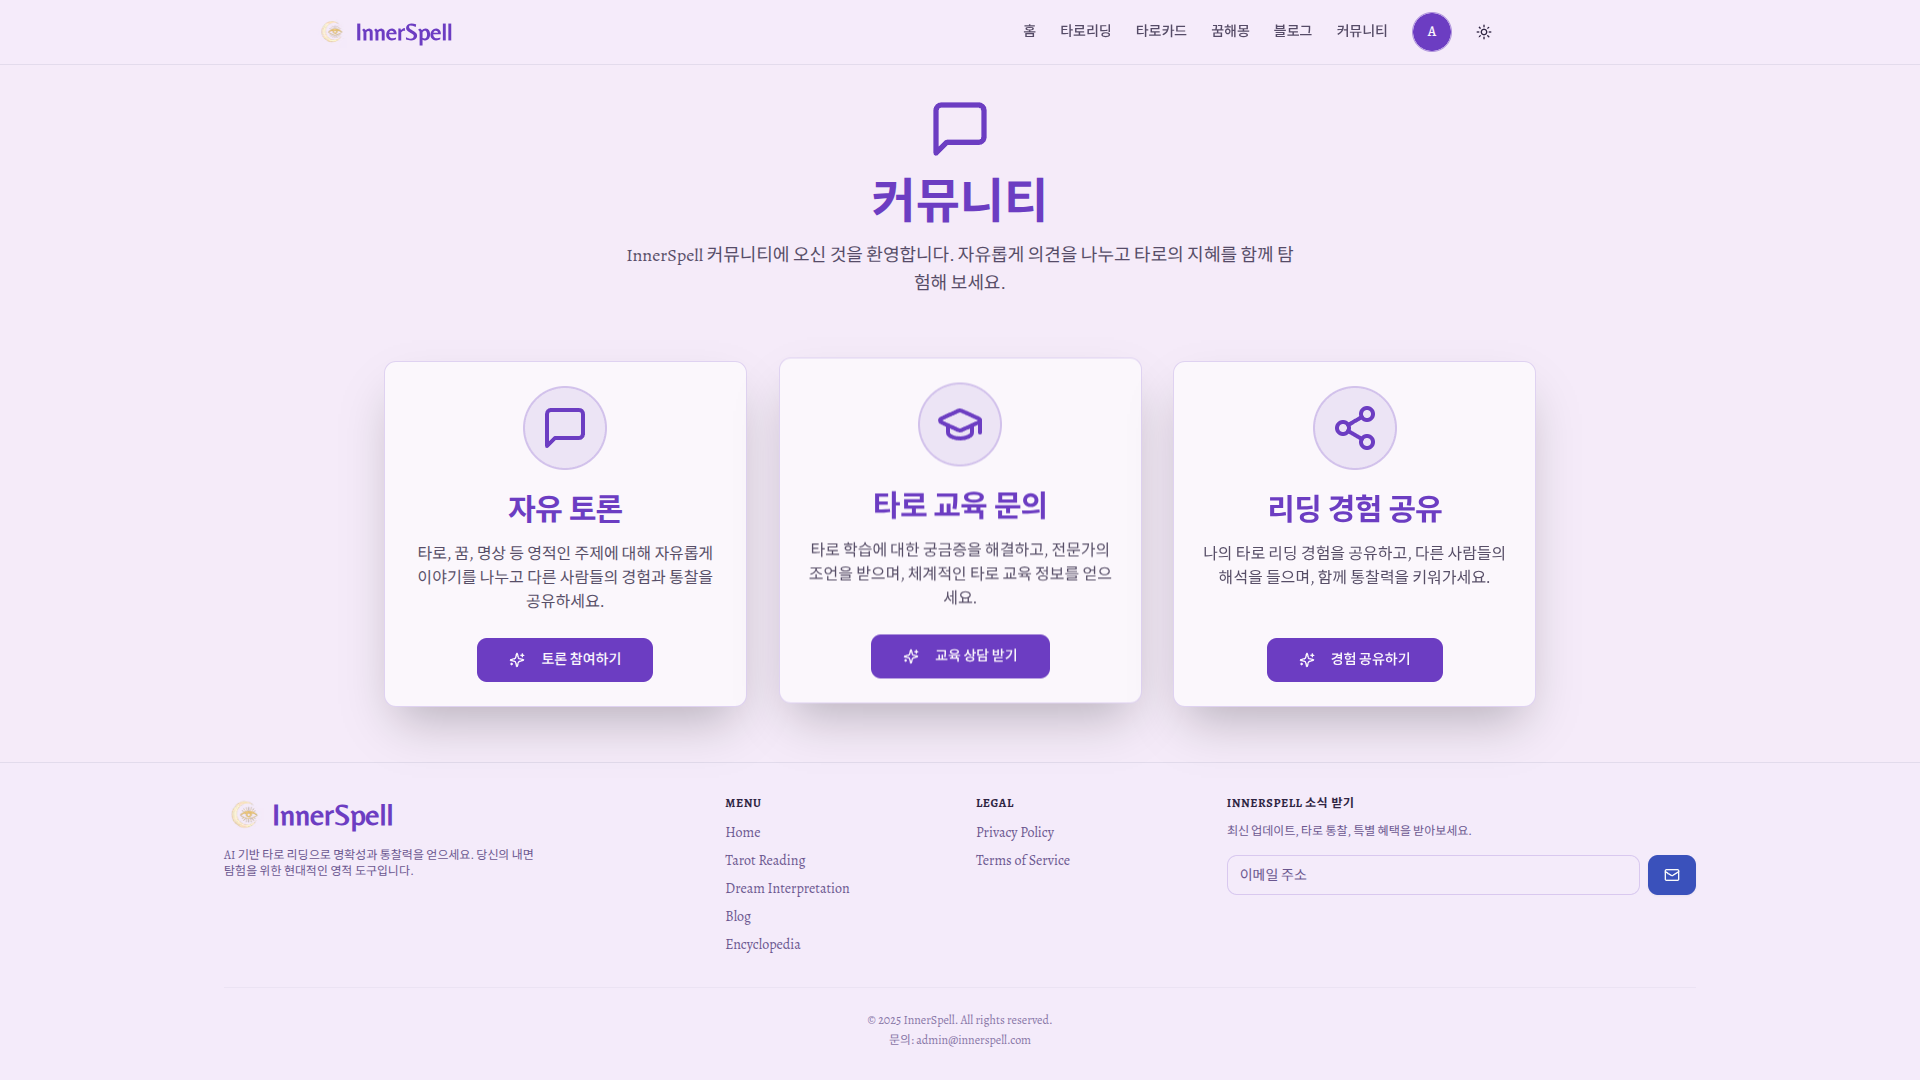 InnerSpell
홈 타로리딩 타로카드 꿈해몽 블로그 커뮤니티 A
커뮤니티
InnerSpell 커뮤니티에 오신 것을 환영합니다. 자유롭게 의견을 나누고 타로의 지혜를 함께 탐
험해 보세요.
자유 토론
타로, 꿈, 명상 등 영적인 주제에 대해 자유롭게
이야기를 나누고 다른 사람들의 경험과 통찰을
공유하세요.
토론 참여하기
타로 교육 문의
타로 학습에 대한 궁금증을 해결하고, 전문가의
조언을 받으며, 체계적인 타로 교육 정보를 얻으
세요.
교육 상담 받기
리딩 경험 공유
나의 타로 리딩 경험을 공유하고, 다른 사람들의
해석을 들으며, 함께 통찰력을 키워가세요.
경험 공유하기
InnerSpell
AI 기반 타로 리딩으로 명확성과 통찰력을 얻으세요. 당신의 내면
탐험을 위한 현대적인 영적 도구입니다.
MENU
Home
Tarot Reading
Dream Interpretation
Blog
Encyclopedia
LEGAL
Privacy Policy
Terms of Service
INNERSPELL 소식 받기
최신 업데이트, 타로 통찰, 특별 혜택을 받아보세요.
이메일 주소
© 2025 InnerSpell. All rights reserved.
문의: admin@innerspell.com